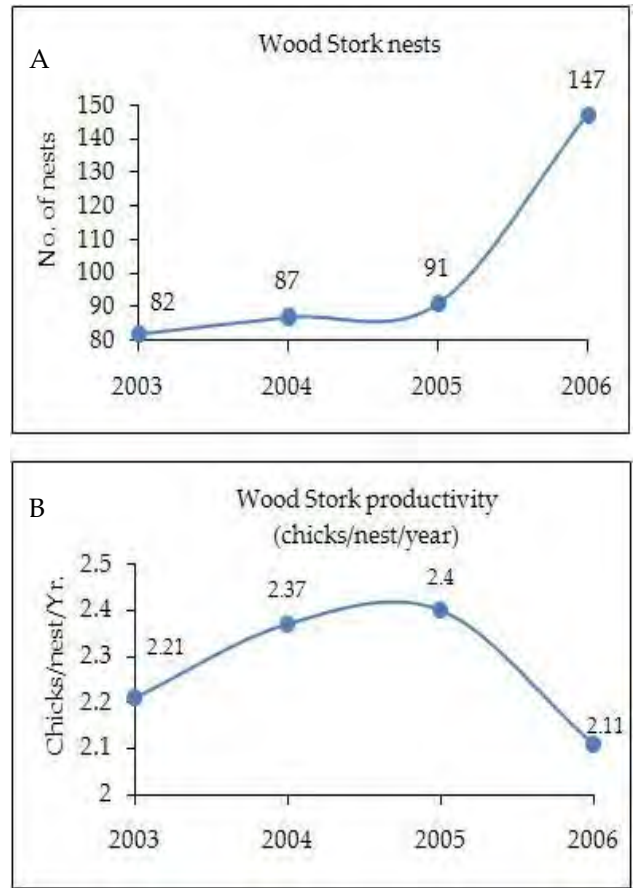 A
Wood Stork nests
No. of nests
150
140
130
120
110
100
90
80
82
87
91
147
2003 2004 2005 2006
B
Wood Stork productivity
(chicks/nest/year)
Chicks/nest/Yr.
2.5
2.4
2.3
2.2
2.1
2
2.21
2.37
2.4
2.11
2003 2004 2005 2006